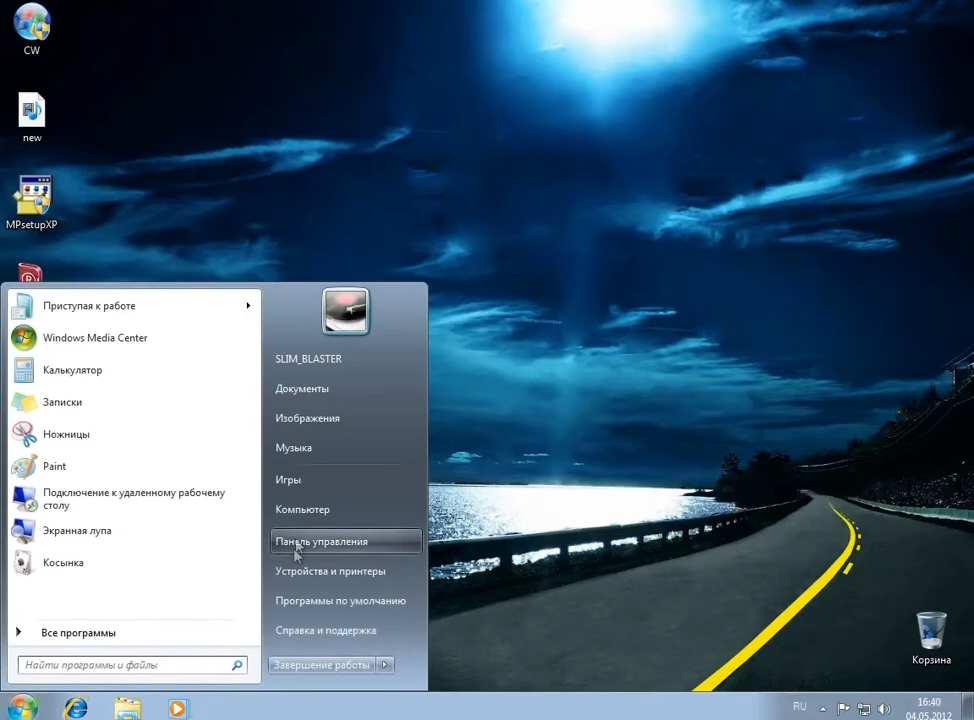 CW
new
MPsetupXP
Приступая к работе
Windows Media Center
Калькулятор
Записки
Ножницы
Paint
Подключение к удаленному рабочему
столу
Экранная лупа
Косынка
Все программы
Найти программы и файлы
SLIM_BLASTER
Документы
Изображения
Музыка
Игры
Компьютер
Панель управления
Устройства и принтеры
Программы по умолчанию
Справка и поддержка
Завершение работы
Корзина
RU
16:40
04.05.2012